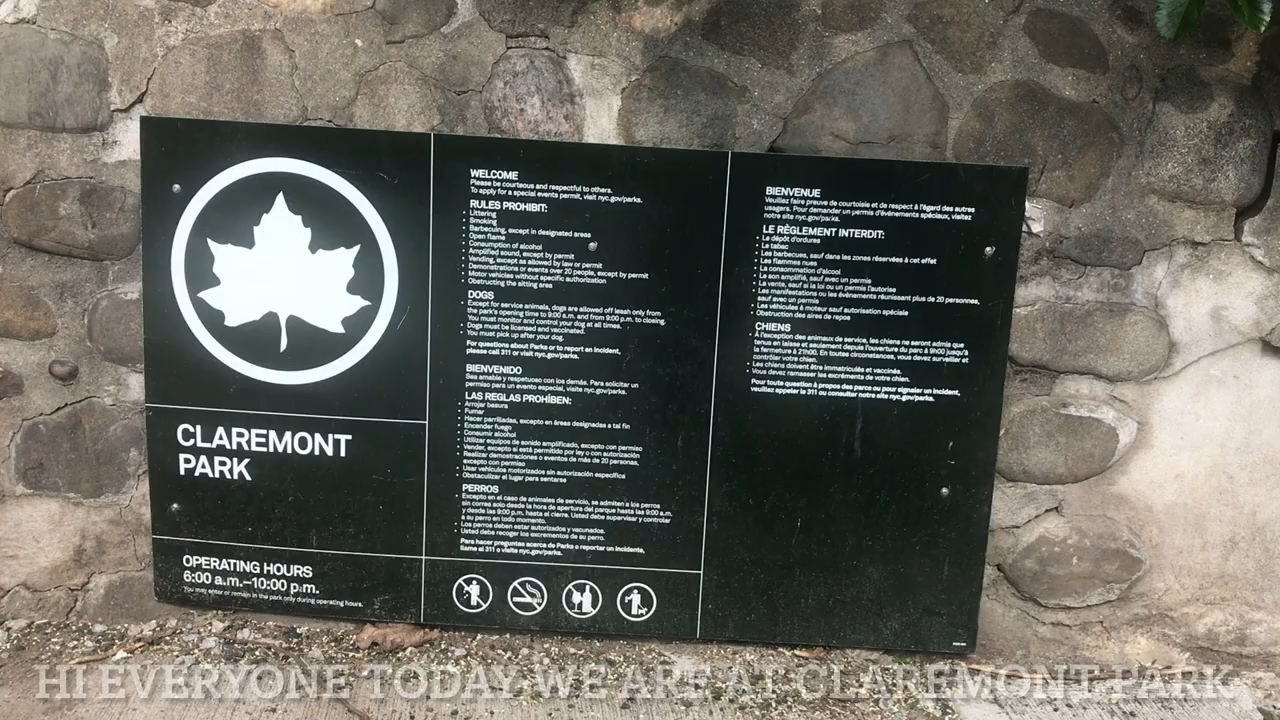 CLAREMONT
PARK
OPERATING HOURS
6:00 a.m.–10:00 p.m.
You may enter or remain in the park only during operating hours.
WELCOME
Please be courteous and respectful to others.
To apply for a special events permit, visit nyc.gov/parks.
RULES PROHIBIT:
• Littering
• Smoking
• Barbecuing, except in designated areas
• Open flame
• Consumption of alcohol
• Amplified sound, except by permit
• Vending, except as allowed by law or permit
• Demonstrations or events over 20 people, except by permit
• Motor vehicles without specific authorization
• Obstructing the sitting area
DOGS
• Except for service animals, dogs are allowed off leash only from
the park's opening time to 9:00 a.m. and from 9:00 p.m. to closing.
You must monitor and control your dog at all times.
• Dogs must be licensed and vaccinated.
• You must pick up after your dog.
For questions about Parks or to report an incident,
please call 311 or visit nyc.gov/parks.
BIENVENIDO
Sea amable y respetuoso con los demás. Para solicitar un
permiso para un evento especial, visite nyc.gov/parks.
LAS REGLAS PROHÍBEN:
• Arrojar basura
• Fumar
• Hacer parrilladas, excepto en áreas designadas a tal fin
• Encender fuego
• Consumir alcohol
• Utilizar equipos de sonido amplificado, excepto con permiso
• Vender, excepto si está permitido por ley o con autorización
• Realizar demostraciones o eventos de más de 20 personas,
excepto con permiso
• Usar vehículos motorizados sin autorización específica
• Obstaculizar el lugar para sentarse
PERROS
• Excepto en el caso de animales de servicio, se admiten a los perros
sin correa solo desde la hora de apertura del parque hasta las 9:00 a.m.
y desde las 9:00 p.m. hasta el cierre. Usted debe supervisar y controlar
a su perro en todo momento.
• Los perros deben estar autorizados y vacunados.
• Usted debe recoger los excrementos de su perro.
Para hacer preguntas acerca de Parks o reportar un incidente,
llame al 311 o visite nyc.gov/parks.
BIENVENUE
Veuillez faire preuve de courtoisie et de respect à l'égard des autres
usagers. Pour demander un permis d'événements spéciaux, visitez
notre site nyc.gov/parks.
LE RÈGLEMENT INTERDIT:
• Le dépôt d'ordures
• Le tabac
• Les barbecues, sauf dans les zones réservées à cet effet
• Les flammes nues
• La consommation d'alcool
• Le son amplifié, sauf avec un permis
• La vente, sauf si la loi ou un permis l'autorise
• Les manifestations ou les événements réunissant plus de 20 personnes,
sauf avec un permis
• Les véhicules à moteur sauf autorisation spéciale
• Obstruction des aires de repos
CHIENS
• À l'exception des animaux de service, les chiens ne seront admis que
tenus en laisse et seulement depuis l'ouverture du parc à 9h00 jusqu'à
la fermeture à 21h00. En toutes circonstances, vous devez surveiller et
contrôler votre chien.
• Les chiens doivent être immatriculés et vaccinés.
• Vous devez ramasser les excréments de votre chien.
Pour toute question à propos des parcs ou pour signaler un incident,
veuillez appeler le 311 ou consulter notre site nyc.gov/parks.
HI EVERYONE TODAY WE ARE AT CLAREMONT PARK